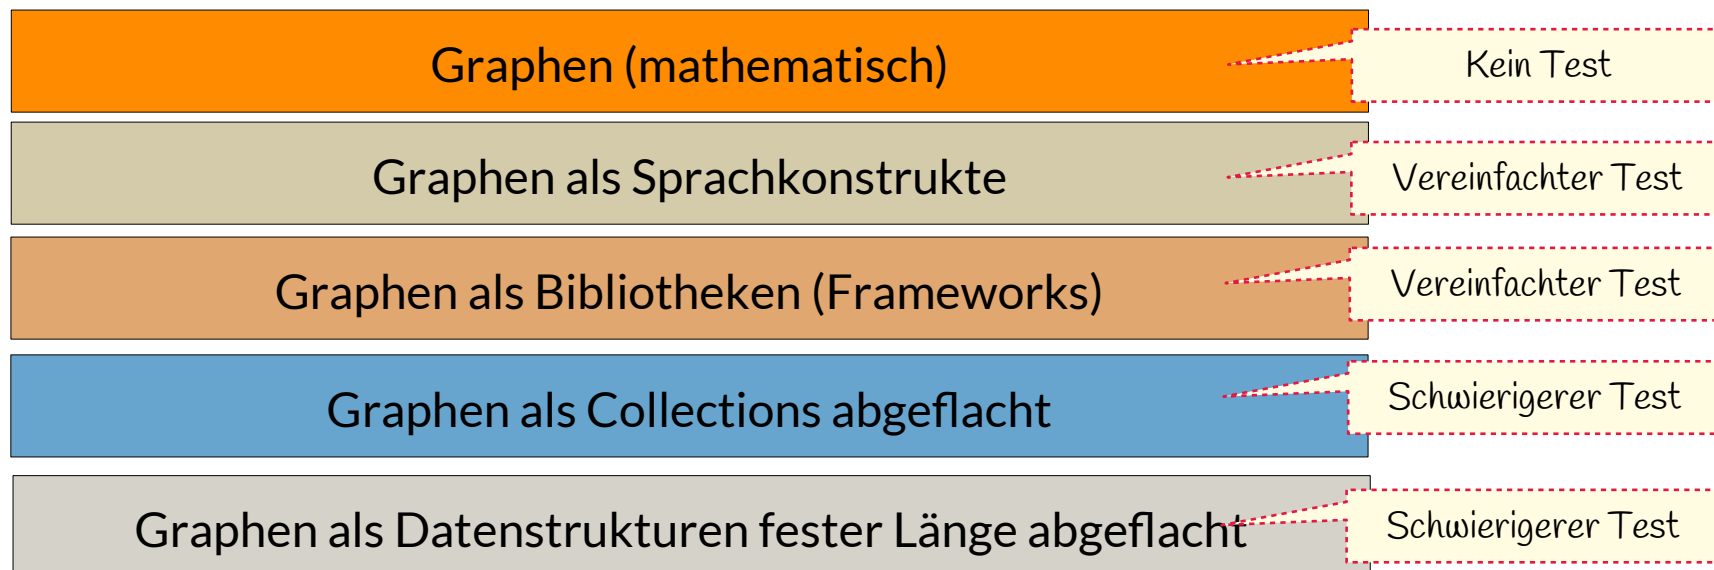 Graphen (mathematisch)
Kein Test
Graphen als Sprachkonstrukte
Vereinfachter Test
Graphen als Bibliotheken (Frameworks)
Vereinfachter Test
Graphen als Collections abgeflacht
Schwierigerer Test
Graphen als Datenstrukturen fester Länge abgeflacht
Schwierigerer Test